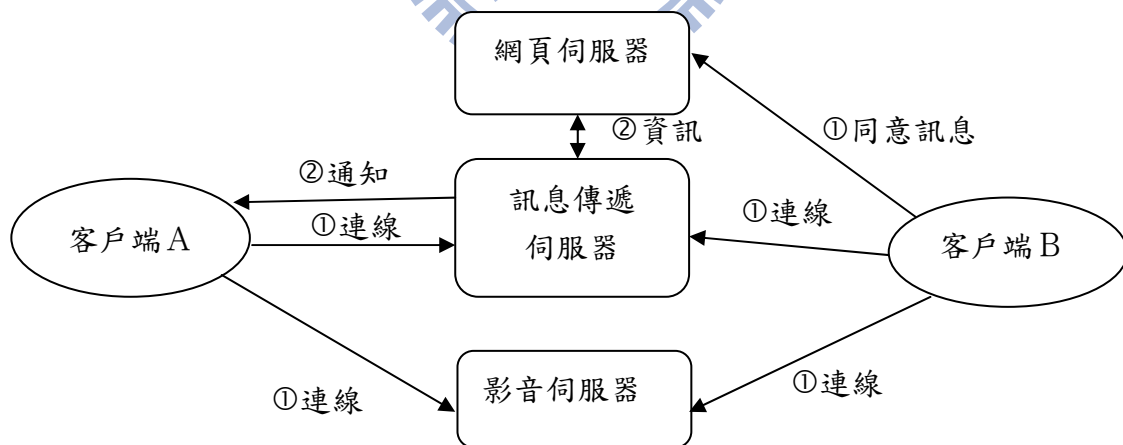 網頁伺服器
①同意訊息
②資訊
②通知
訊息傳遞
伺服器
①連線
①連線
客戶端A
客戶端B
影音伺服器
①連線
①連線